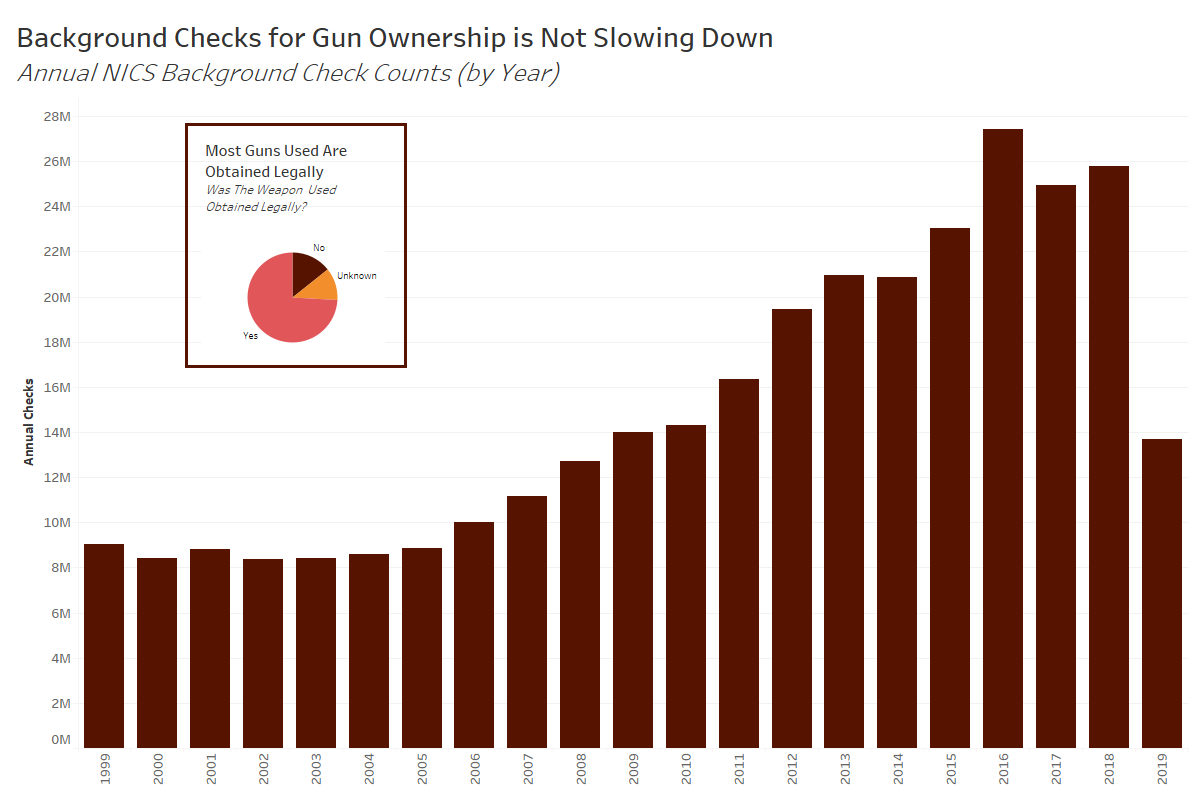 Background Checks for Gun Ownership is Not Slowing Down
Annual NICS Background Check Counts (by Year)
28M
26M
24M
22M
20M
18M
16M
14M
12M
10M
8M
6M
4M
2M
0M
Annual Checks
Most Guns Used Are
Obtained Legally
Was The Weapon Used
Obtained Legally?
No
Unknown
Yes
1999
2000
2001
2002
2003
2004
2005
2006
2007
2008
2009
2010
2011
2012
2013
2014
2015
2016
2017
2018
2019